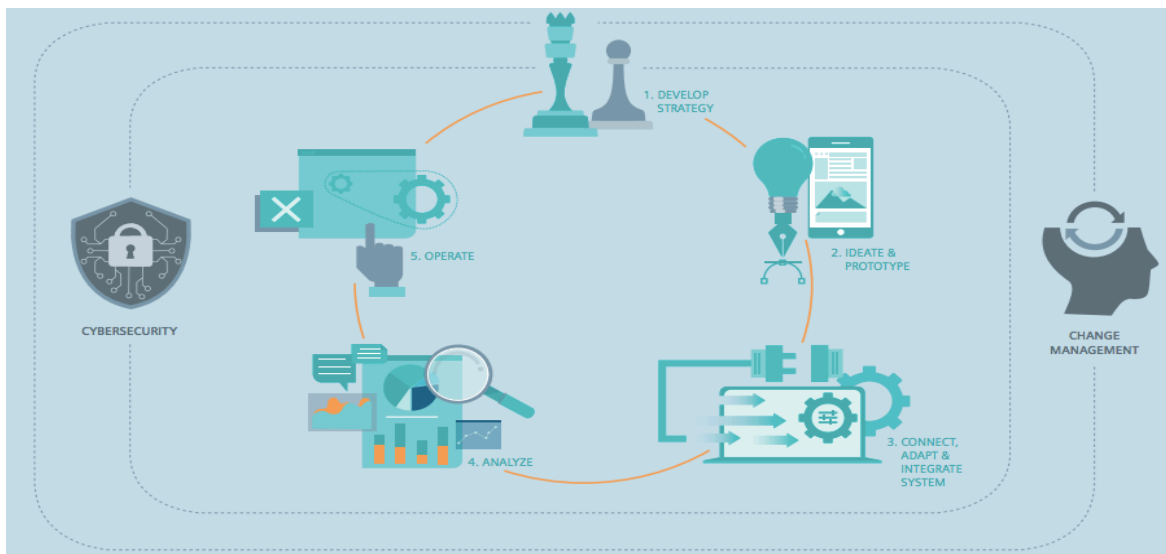 1. DEVELOP
STRATEGY
2. IDEATE &
PROTOTYPE
3. CONNECT,
ADAPT &
INTEGRATE
SYSTEM
4. ANALYZE
5. OPERATE
CYBERSECURITY
CHANGE
MANAGEMENT